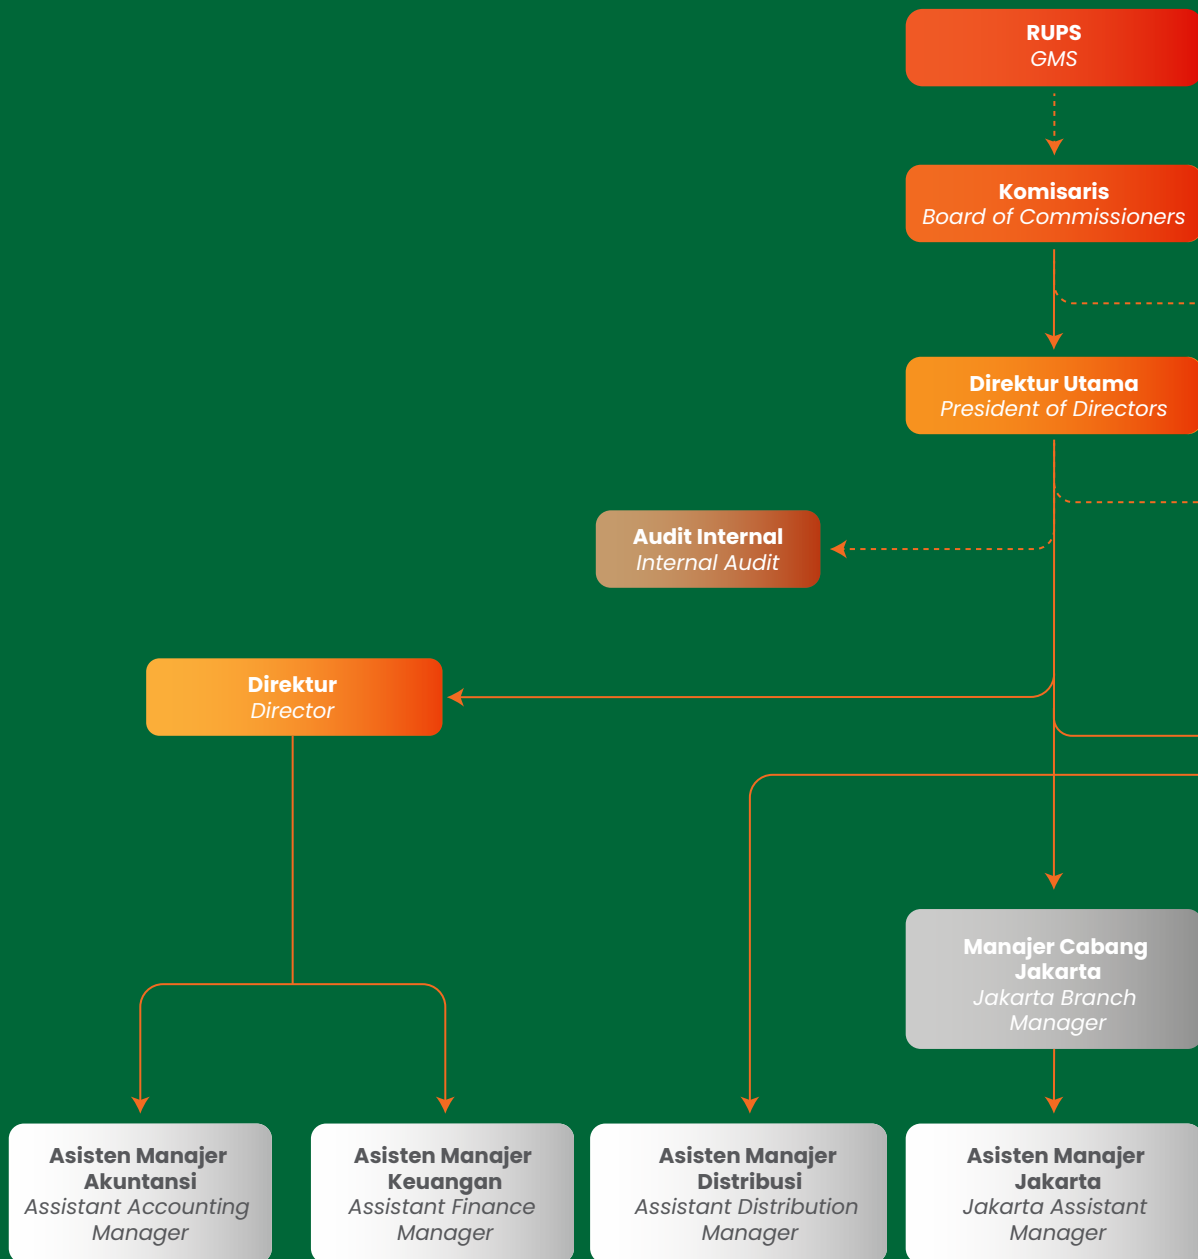 RUPS
GMS
Komisaris
Board of Commissioners
Direktur Utama
President of Directors
Audit Internal
Internal Audit
Direktur
Director
Manajer Cabang
Jakarta
Jakarta Branch
Manager
Asisten Manajer
Akuntansi
Assistant Accounting
Manager
Asisten Manajer
Keuangan
Assistant Finance
Manager
Asisten Manajer
Distribusi
Assistant Distribution
Manager
Asisten Manajer
Jakarta
Jakarta Assistant
Manager